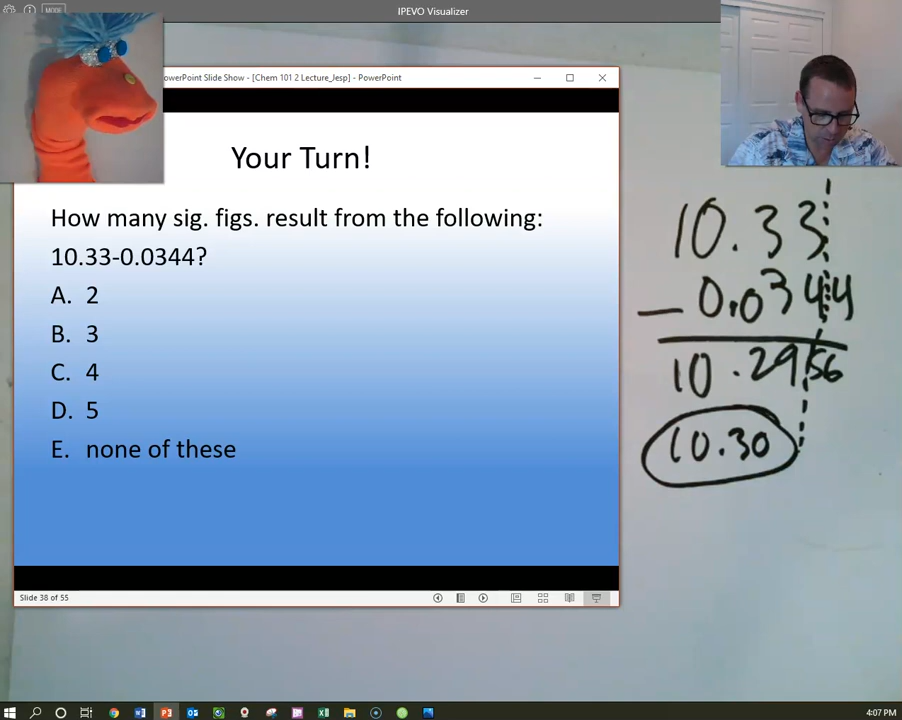 MODE
IPEVO Visualizer
PowerPoint Slide Show - [Chem 101 2 Lecture_Jesp] - PowerPoint
Your Turn!
How many sig. figs. result from the following:
10.33-0.0344?
A. 2
B. 3
C. 4
D. 5
E. none of these
10.33
- 0.0344
10.2956
10.30
Slide 38 of 55
4:07 PM